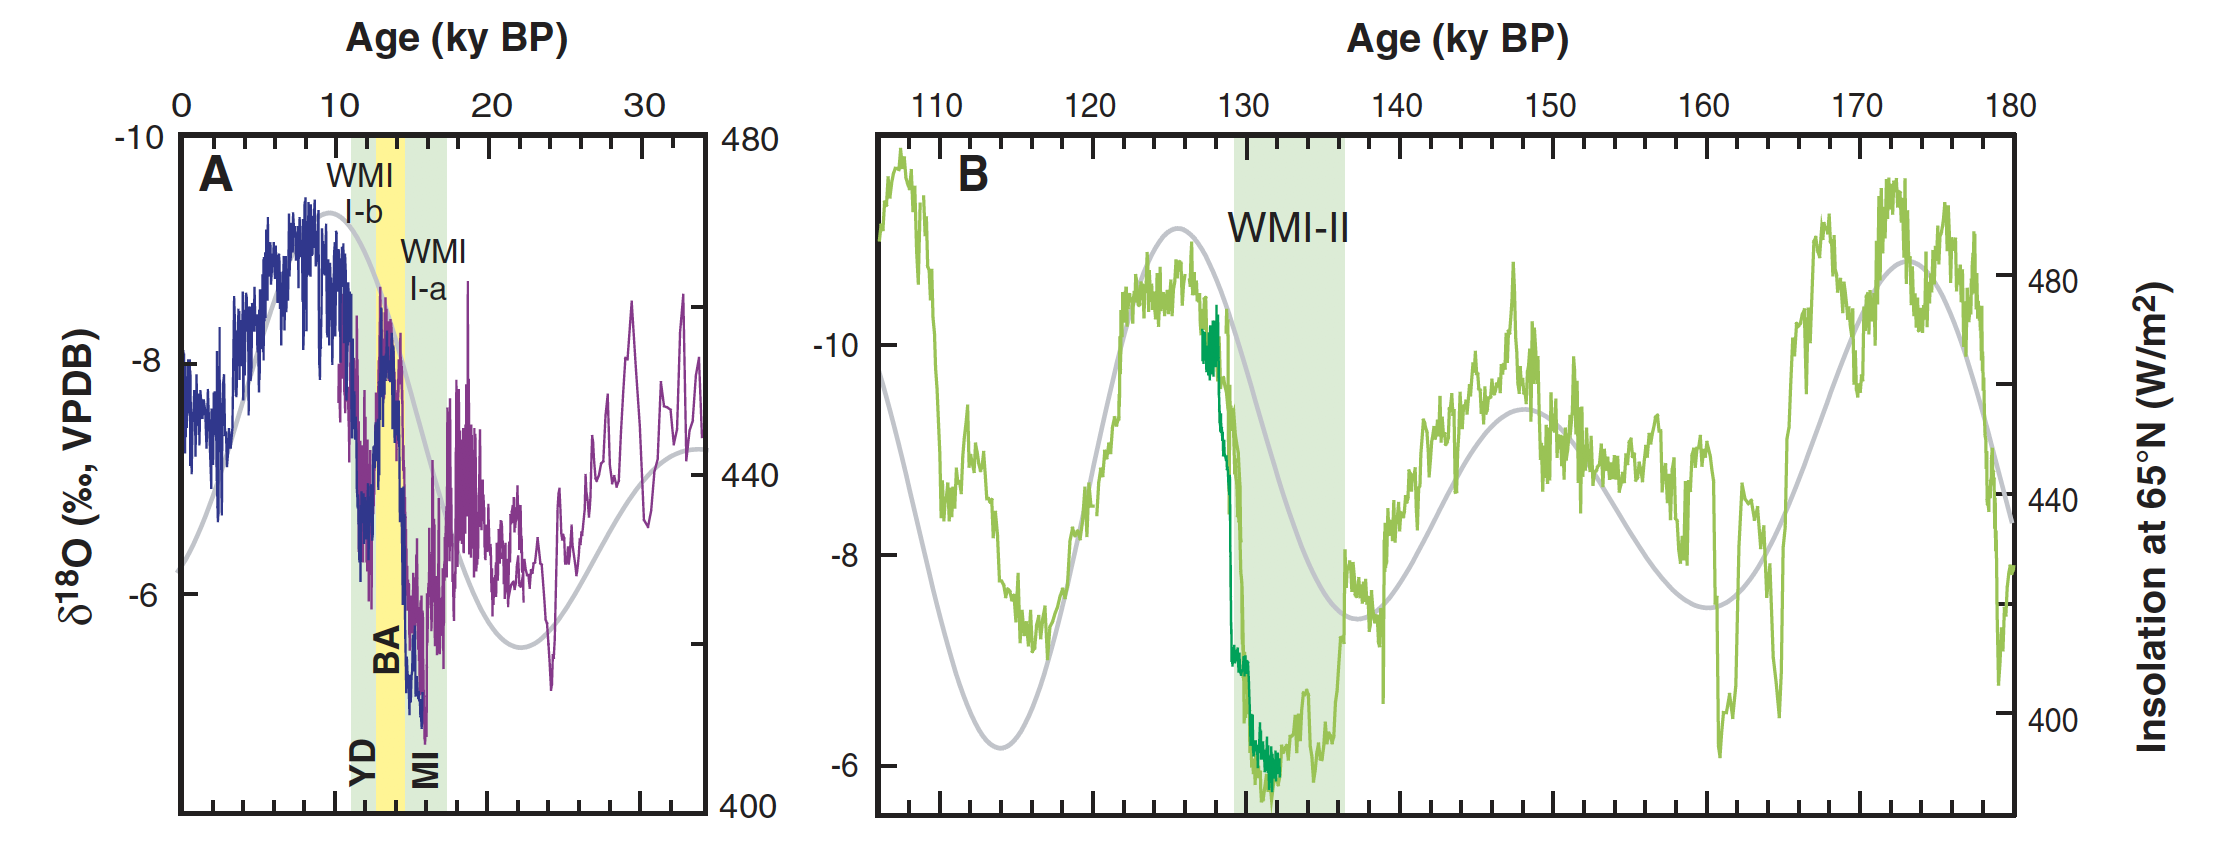 Age (ky BP)
0 10 20 30
-10
-8
-6
δ18O (‰, VPDB)
A
WMI
I-b
WMI
I-a
BA
YD
MI
480
440
400
Age (ky BP)
110 120 130 140 150 160 170 180
B
WMI-II
-10
-8
-6
480
440
400
Insolation at 65°N (W/m2)